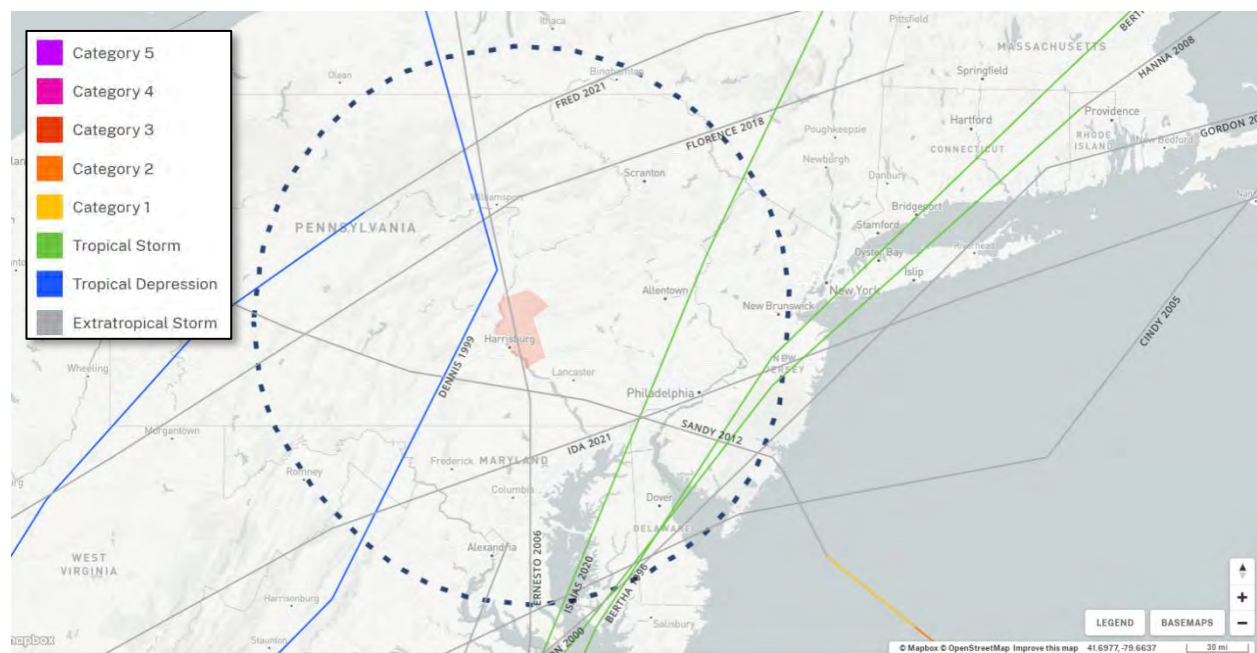 Category 5
Category 4
Category 3
Category 2
Category 1
Tropical Storm
Tropical Depression
Extratropical Storm
Ithaca
Pittsfield
MASSACHUSETTS
HANNA 2008
Olean
Binghamton
FRED 2021
Springfield
Poughkeepsie
Hartford
Providence
FLORENCE 2018
RHODE
ISLAND
New Bedford
CONNECTICUT
Newburgh
Danbury
Scranton
Williamsport
Bridgeport
Stamford
PENNSYLVANIA
Oyster Bay
Riverhead
Islip
Allentown
New Brunswick
New York
CINDY 2005
Harrisburg
Wheeling
DENNIS 1999
Lancaster
NEW
JERSEY
Philadelphia
Morgantown
IDA 2021
SANDY 2012
Romney
Frederick
MARYLAND
Columbia
Dover
DELAWARE
Alexandria
WEST
VIRGINIA
ERNESTO 2006
ISAIAS 2020
BERTHA 1996
Harrisonburg
Salisbury
Staunton
LEGEND
BASEMAPS
mapbox
© Mapbox © OpenStreetMap Improve this map 41.6977, -79.6637
30 mi